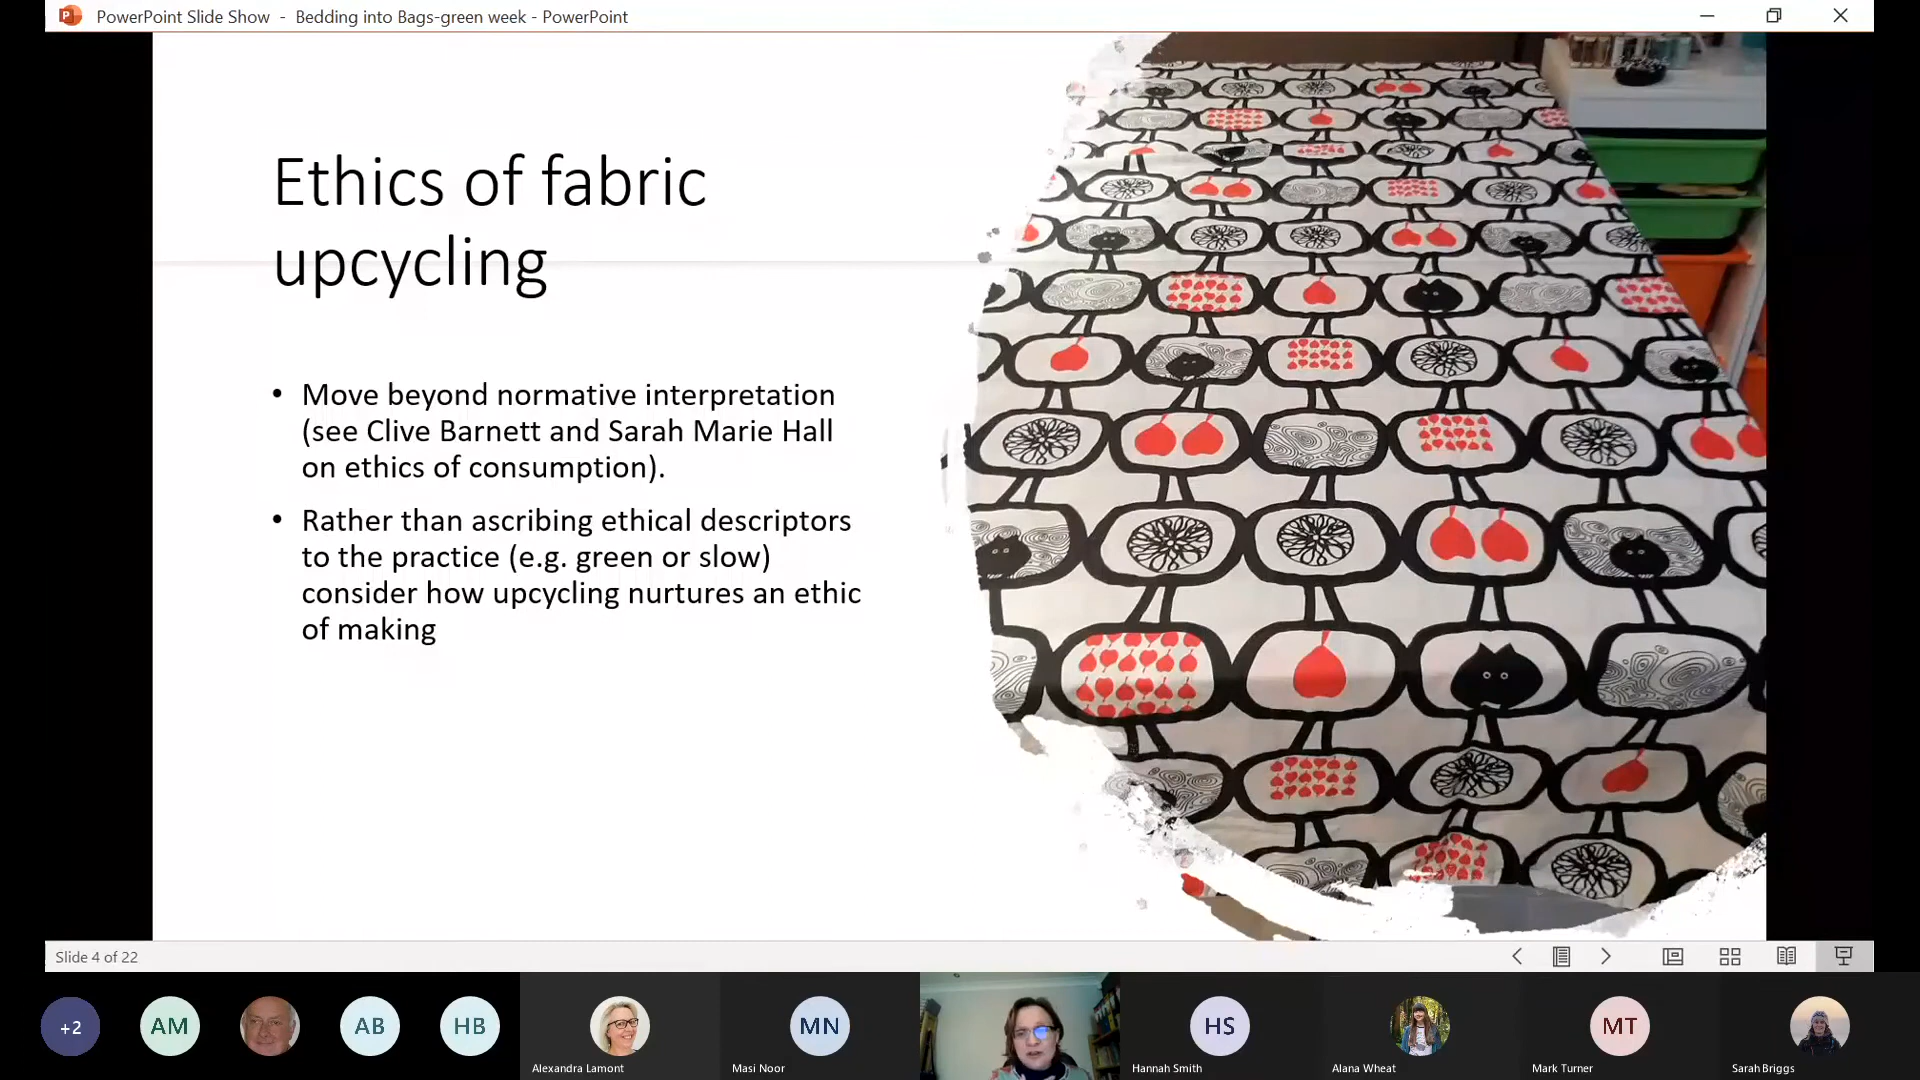 PowerPoint Slide Show - Bedding into Bags-green week - PowerPoint
Ethics of fabric
upcycling
• Move beyond normative interpretation
(see Clive Barnett and Sarah Marie Hall
on ethics of consumption).
• Rather than ascribing ethical descriptors
to the practice (e.g. green or slow)
consider how upcycling nurtures an ethic
of making
Slide 4 of 22
+2
AM
AB
HB
MN
HS
MT
Alexandra Lamont
Masi Noor
Hannah Smith
Alana Wheat
Mark Turner
Sarah Briggs